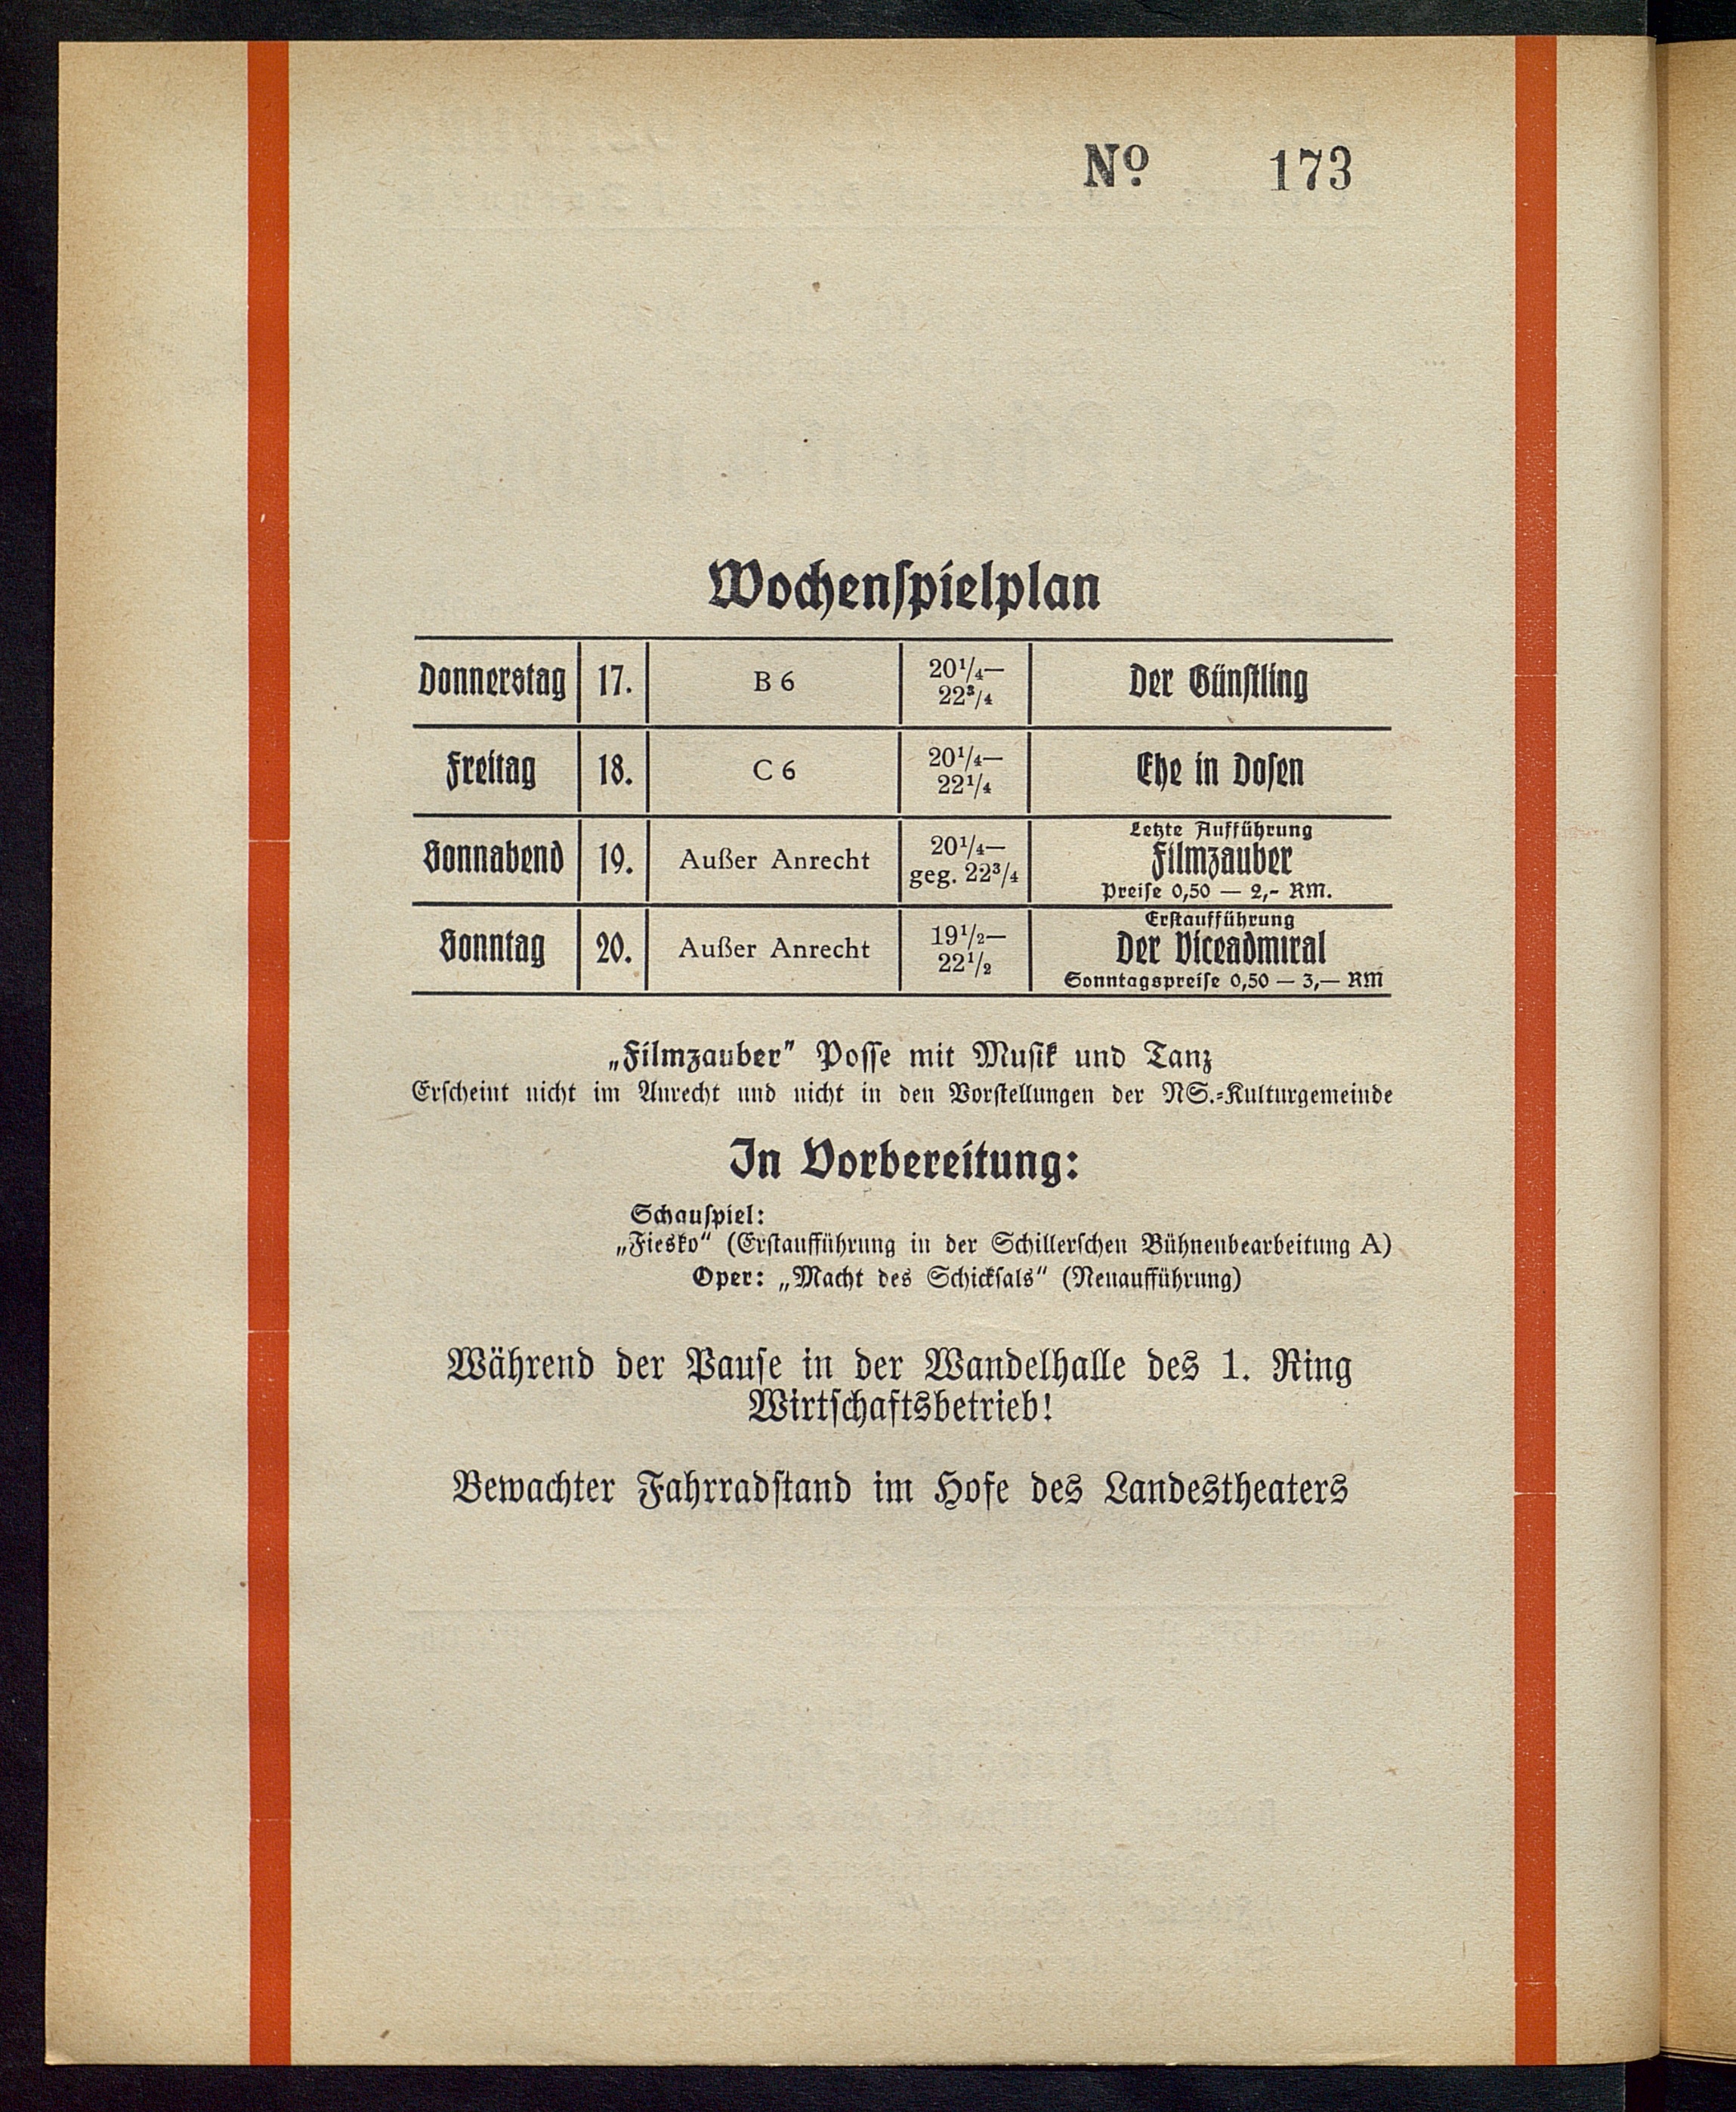 Nº 173
Wochenspielplan
Donnerstag 17. B 6 20¹/₄— 22³/₄ Der Günstling
Freitag 18. C 6 20¹/₄— 22¹/₄ Ehe in Dosen
Sonnabend 19. Außer Anrecht 20¹/₄— geg. 22³/₄ Letzte Aufführung Filmzauber Preise 0,50 — 2,- RM.
Sonntag 20. Außer Anrecht 19¹/₂— 22¹/₂ Erstaufführung Der Viceadmiral Sonntagspreise 0,50 — 3,— RM
„Filmzauber" Posse mit Musik und Tanz
Erscheint nicht im Anrecht und nicht in den Vorstellungen der NS.=Kulturgemeinde
In Vorbereitung:
Schauspiel:
„Fiesko“ (Erstaufführung in der Schillerschen Bühnenbearbeitung A)
Oper: „Macht des Schicksals“ (Neuaufführung)
Während der Pause in der Wandelhalle des 1. Ring
Wirtschaftsbetrieb!
Bewachter Fahrradstand im Hofe des Landestheaters